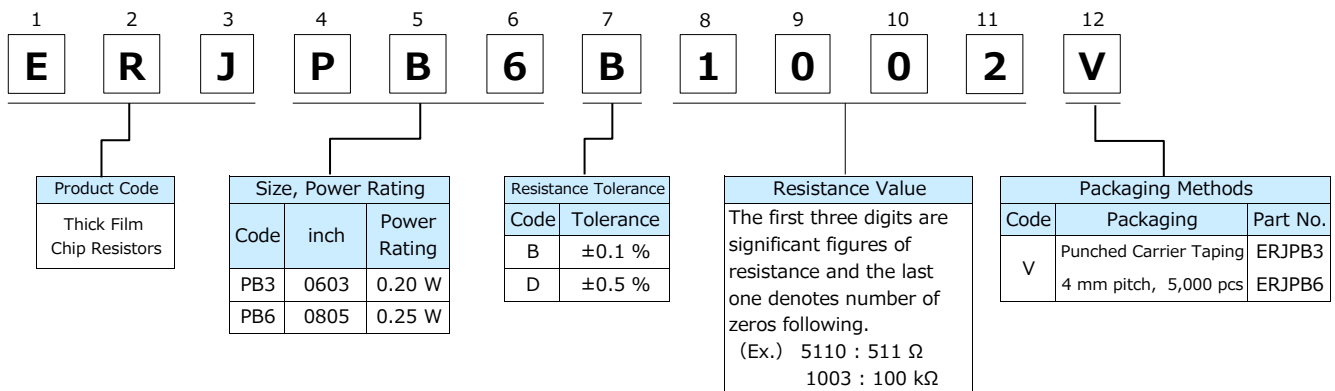 1 2 3 4 5 6 7 8 9 10 11 12
E R J P B 6 B 1 0 0 2 V
Product Code
Thick Film
Chip Resistors
Size, Power Rating
Code inch Power Rating
PB3 0603 0.20 W
PB6 0805 0.25 W
Resistance Tolerance
Code Tolerance
B ±0.1 %
D ±0.5 %
Resistance Value
The first three digits are
significant figures of
resistance and the last
one denotes number of
zeros following.
(Ex.) 5110 : 511 Ω
1003 : 100 kΩ
Packaging Methods
Code Packaging Part No.
V
Punched Carrier Taping ERJPB3
4 mm pitch, 5,000 pcs ERJPB6